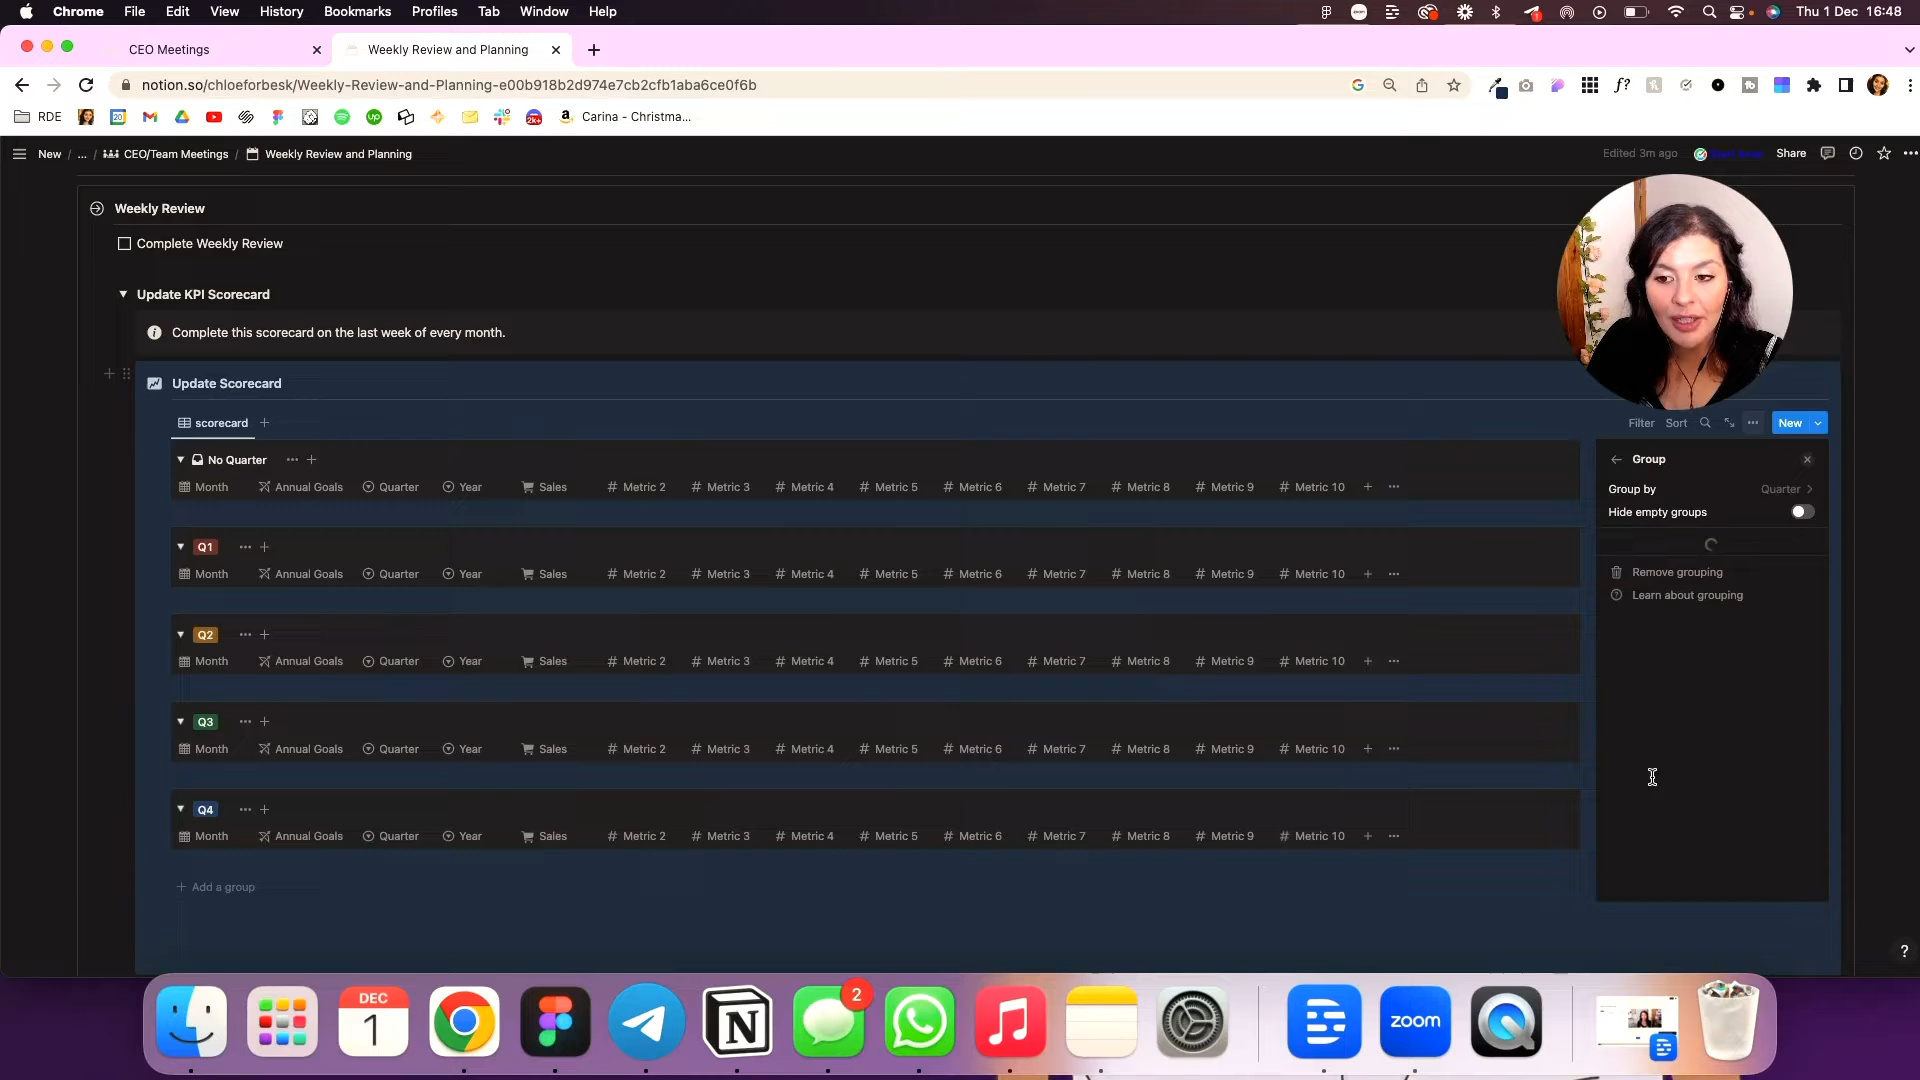 Chrome File Edit View History Bookmarks Profiles Tab Window Help Thu 1 Dec 16:48
CEO Meetings Weekly Review and Planning
notion.so/chloeforbesk/Weekly-Review-and-Planning-e00b918b2d974e7cb2cfb1aba6ce0f6b
f?
RDE 20 up 2k+ Carina - Christma...
New / ... / CEO/Team Meetings / Weekly Review and Planning Edited 3m ago Share
Weekly Review
Complete Weekly Review
Update KPI Scorecard
Complete this scorecard on the last week of every month.
Update Scorecard
scorecard Filter Sort New
No Quarter
Month Annual Goals Quarter Year Sales # Metric 2 # Metric 3 # Metric 4 # Metric 5 # Metric 6 # Metric 7 # Metric 8 # Metric 9 # Metric 10
Q1
Month Annual Goals Quarter Year Sales # Metric 2 # Metric 3 # Metric 4 # Metric 5 # Metric 6 # Metric 7 # Metric 8 # Metric 9 # Metric 10
Q2
Month Annual Goals Quarter Year Sales # Metric 2 # Metric 3 # Metric 4 # Metric 5 # Metric 6 # Metric 7 # Metric 8 # Metric 9 # Metric 10
Q3
Month Annual Goals Quarter Year Sales # Metric 2 # Metric 3 # Metric 4 # Metric 5 # Metric 6 # Metric 7 # Metric 8 # Metric 9 # Metric 10
Q4
Month Annual Goals Quarter Year Sales # Metric 2 # Metric 3 # Metric 4 # Metric 5 # Metric 6 # Metric 7 # Metric 8 # Metric 9 # Metric 10
+ Add a group
Group
Group by Quarter
Hide empty groups
Remove grouping
Learn about grouping
?
DEC
1
N
2
zoom